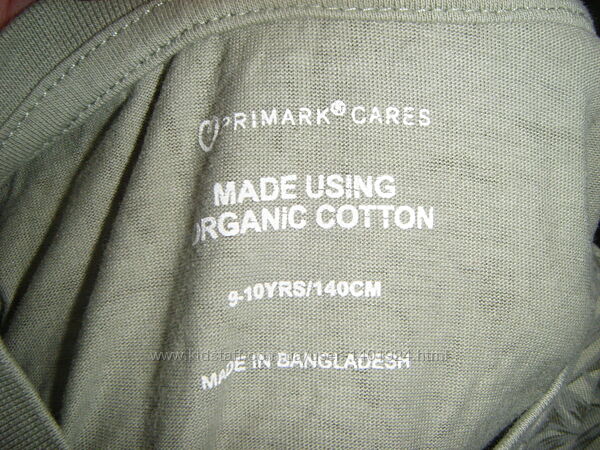 PRIMARK CARES
MADE USING
ORGANIC COTTON
9-10YRS/140CM
MADE IN BANGLADESH